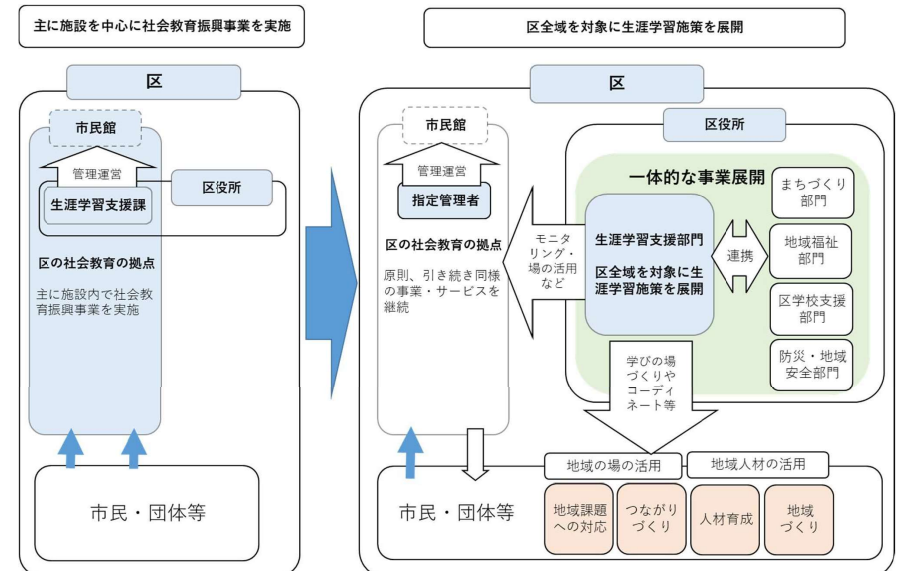 主に施設を中心に社会教育振興事業を実施
区
市民館
管理運営
生涯学習支援課
区役所
区の社会教育の拠点
主に施設内で社会教
育振興事業を実施
市民・団体等
区全域を対象に生涯学習施策を展開
区
市民館
管理運営
指定管理者
区の社会教育の拠点
原則、引き続き同様
の事業・サービスを
継続
モニタ
リング・
場の活用
など
区役所
一体的な事業展開
生涯学習支援部門
区全域を対象に生
涯学習施策を展開
連携
まちづくり
部門
地域福祉
部門
区学校支援
部門
防災・地域
安全部門
学びの場
づくりや
コーディ
ネート等
市民・団体等
地域の場の活用
地域人材の活用
地域課題
への対応
つながり
づくり
人材育成
地域
づくり